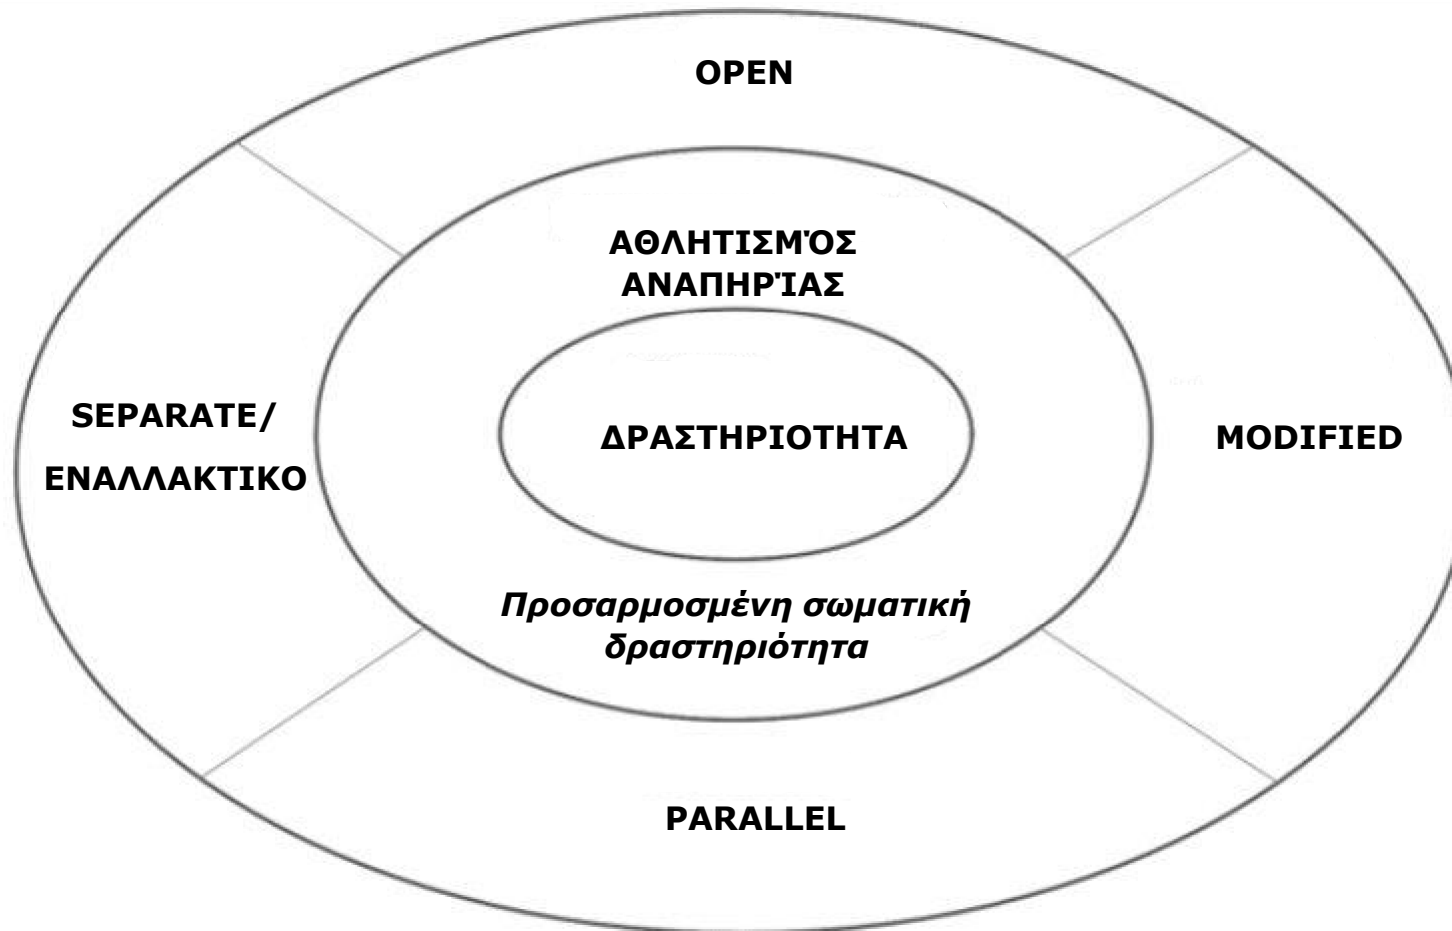 OPEN
ΑΘΛΗΤΙΣΜΌΣ
ΑΝΑΠΗΡΊΑΣ
SEPARATE/
ΕΝΑΛΛΑΚΤΙΚΟ
ΔΡΑΣΤΗΡΙΟΤΗΤΑ
MODIFIED
Προσαρμοσμένη σωματική
δραστηριότητα
PARALLEL